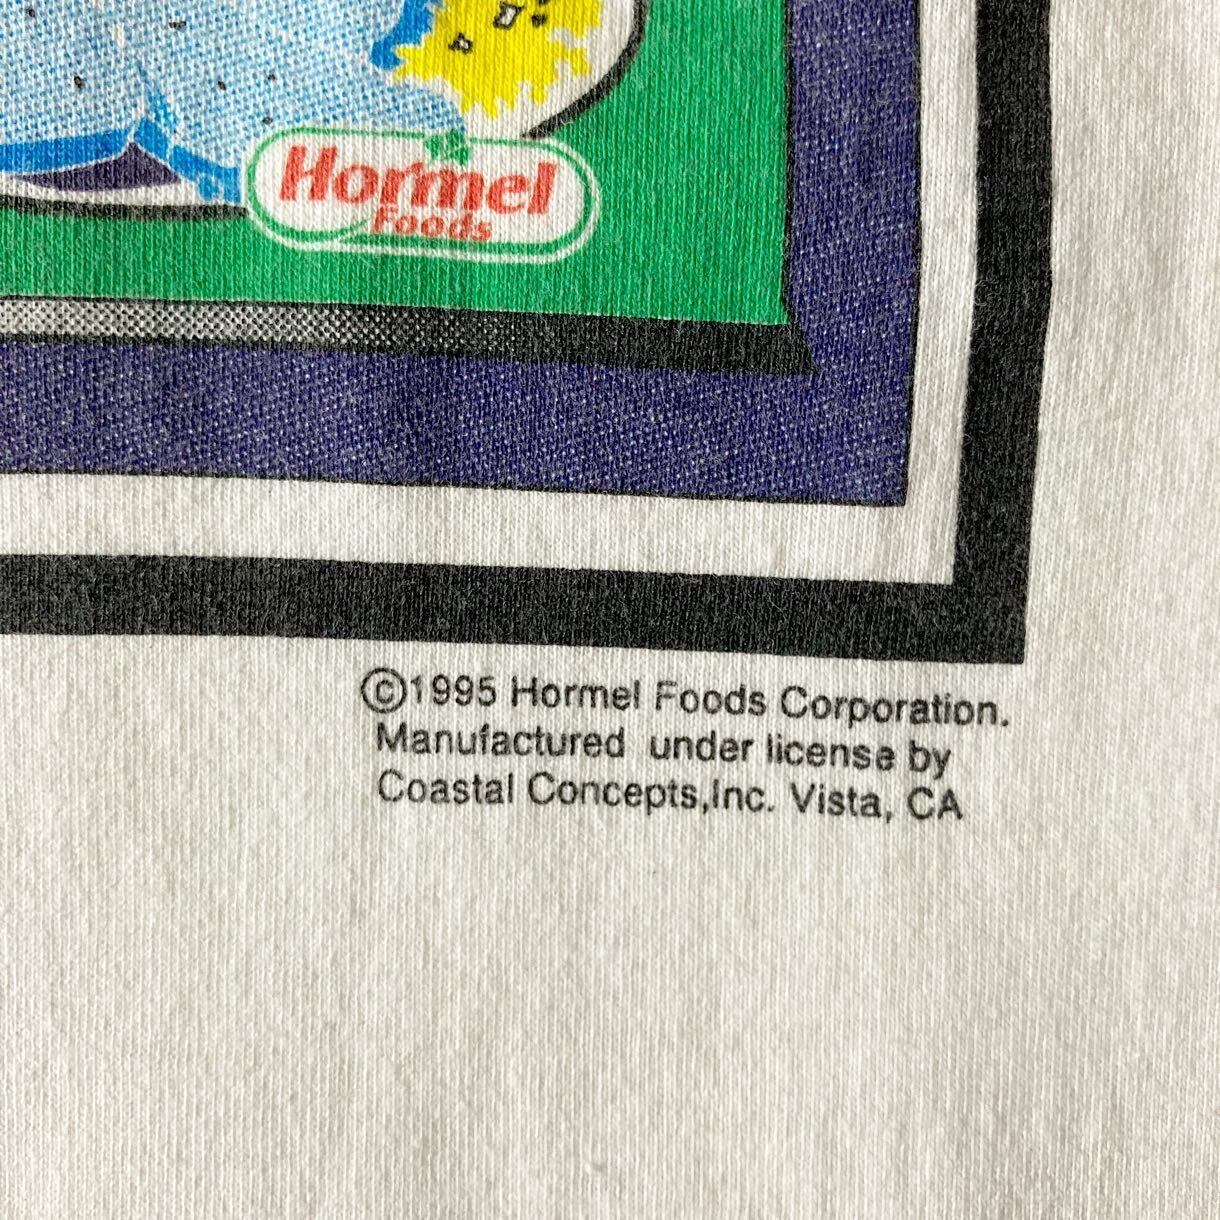 Hormel
Foods
©1995 Hormel Foods Corporation.
Manufactured under license by
Coastal Concepts,Inc. Vista, CA